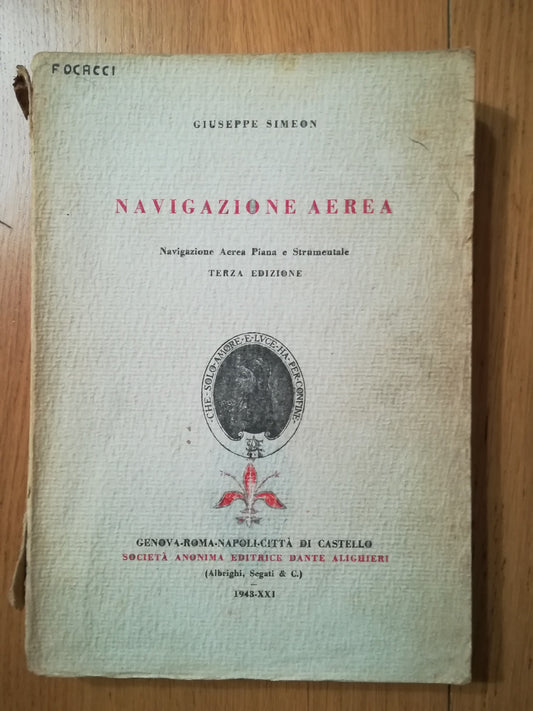 FOCACCI
GIUSEPPE SIMEON
NAVIGAZIONE AEREA
Navigazione Aerea Piana e Strumentale
TERZA EDIZIONE
·CHE·SOLO·AMORE·E·LVCE·HA·PER·CONFINE·
GENOVA-ROMA-NAPOLI-CITTÀ DI CASTELLO
SOCIETÀ ANONIMA EDITRICE DANTE ALIGHIERI
(Albrighi, Segati & C.)
1943-XXI